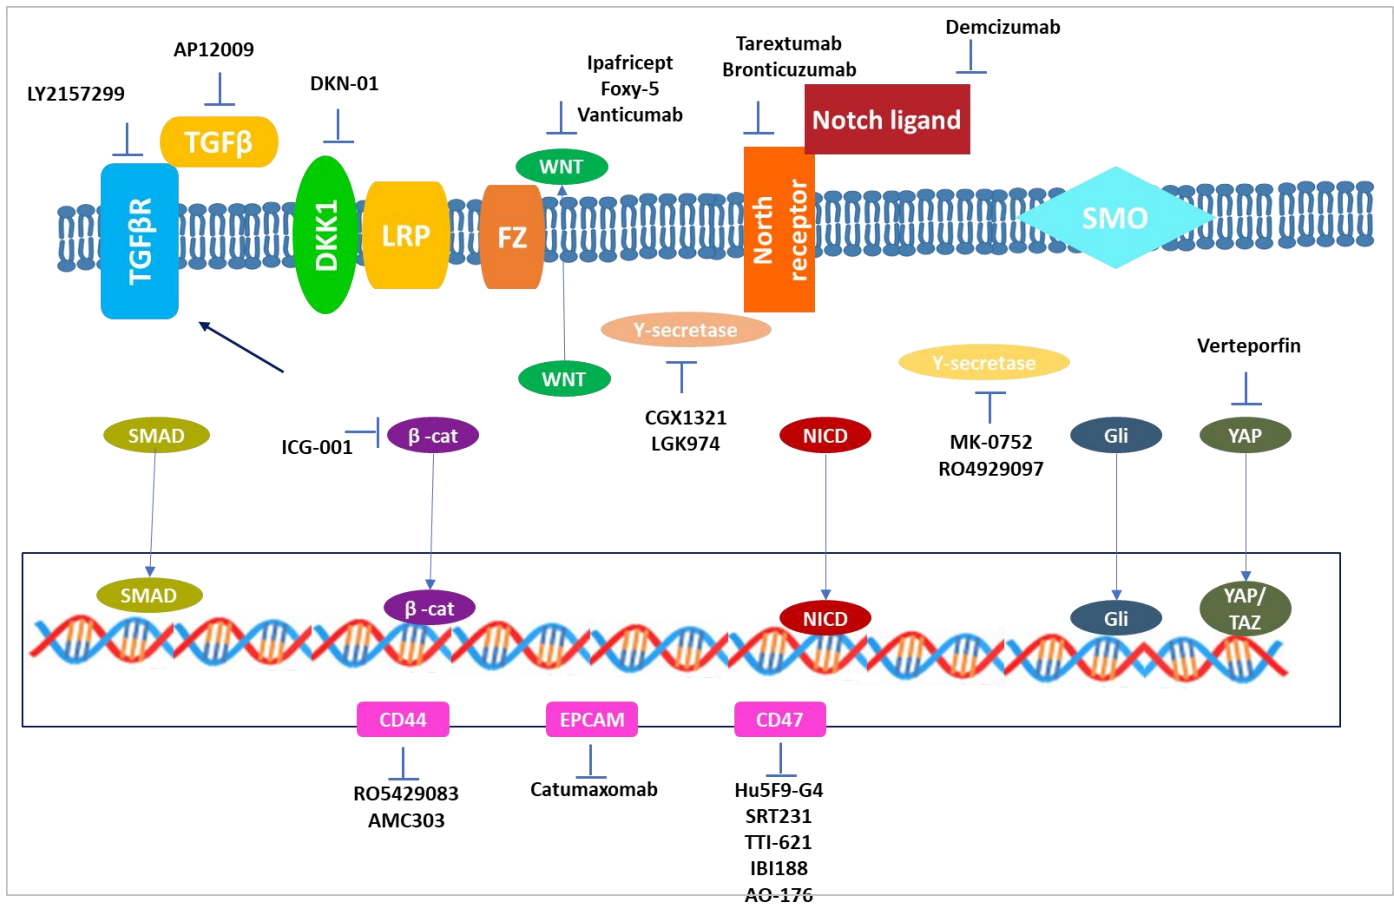 Demcizumab
AP12009
Tarextumab
Bronticuzumab
Ipafricept
Foxy-5
Vanticumab
DKN-01
LY2157299
Notch ligand
TGFβ
WNT
TGFβR
DKK1
LRP
FZ
North
receptor
SMO
Y-secretase
Verteporfin
Y-secretase
WNT
CGX1321
LGK974
SMAD
ICG-001
β -cat
NICD
MK-0752
RO4929097
Gli
YAP
SMAD
β -cat
NICD
Gli
YAP/
TAZ
CD44
EPCAM
CD47
RO5429083
AMC303
Catumaxomab
Hu5F9-G4
SRT231
TTI-621
IBI188
AO-176